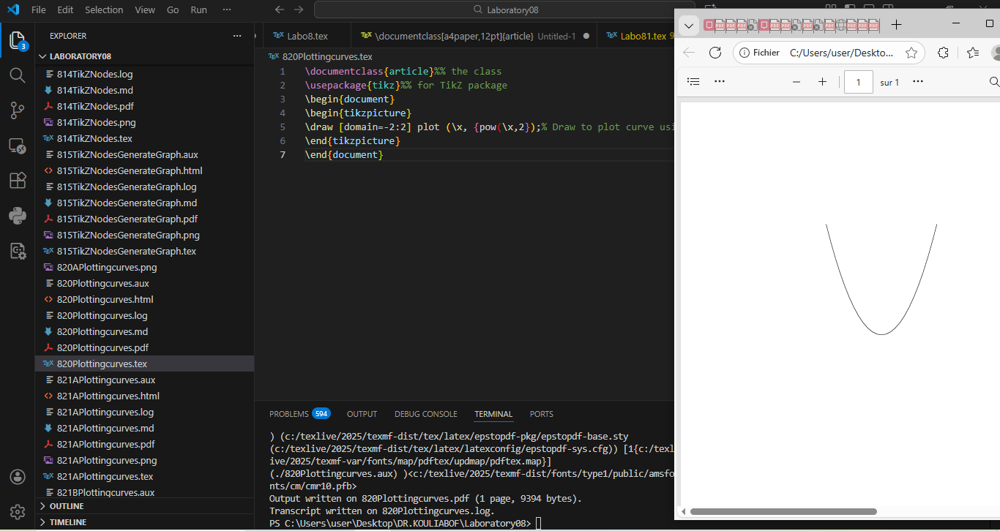 File Edit Selection View Go Run ··· Laboratory08
EXPLORER ···
LABORATORY08
814TikZNodes.log
814TikZNodes.md
814TikZNodes.pdf
814TikZNodes.png
814TikZNodes.tex
815TikZNodesGenerateGraph.aux
815TikZNodesGenerateGraph.html
815TikZNodesGenerateGraph.log
815TikZNodesGenerateGraph.md
815TikZNodesGenerateGraph.pdf
815TikZNodesGenerateGraph.png
815TikZNodesGenerateGraph.tex
820APlottingcurves.png
820Plottingcurves.aux
820Plottingcurves.html
820Plottingcurves.log
820Plottingcurves.md
820Plottingcurves.pdf
820Plottingcurves.tex
821APlottingcurves.aux
821APlottingcurves.html
821APlottingcurves.log
821APlottingcurves.md
821APlottingcurves.pdf
821APlottingcurves.png
821APlottingcurves.tex
821BPlottingcurves.aux
OUTLINE
TIMELINE
3
Labo8.tex \documentclass[a4paper,12pt]{article} Untitled-1 Labo81.tex 9
820Plottingcurves.tex
1 \documentclass{article}%% the class
2 \usepackage{tikz}%% for TikZ package
3 \begin{document}
4 \begin{tikzpicture}
5 \draw [domain=-2:2] plot (\x, {pow(\x,2});% Draw to plot curve usi
6 \end{tikzpicture}
7 \end{document}
PROBLEMS 594 OUTPUT DEBUG CONSOLE TERMINAL PORTS
) (c:/texlive/2025/texmf-dist/tex/latex/epstopdf-pkg/epstopdf-base.sty
(c:/texlive/2025/texmf-dist/tex/latex/latexconfig/epstopdf-sys.cfg)) [1{c:/texl
ive/2025/texmf-var/fonts/map/pdftex/updmap/pdftex.map}]
(./820Plottingcurves.aux) )<c:/texlive/2025/texmf-dist/fonts/type1/public/amsfo
nts/cm/cmr10.pfb>
Output written on 820Plottingcurves.pdf (1 page, 9394 bytes).
Transcript written on 820Plottingcurves.log.
PS C:\Users\user\Desktop\DR.KOULIABOF\Laboratory08>
Fichier C:/Users/user/Deskto...
1 sur 1